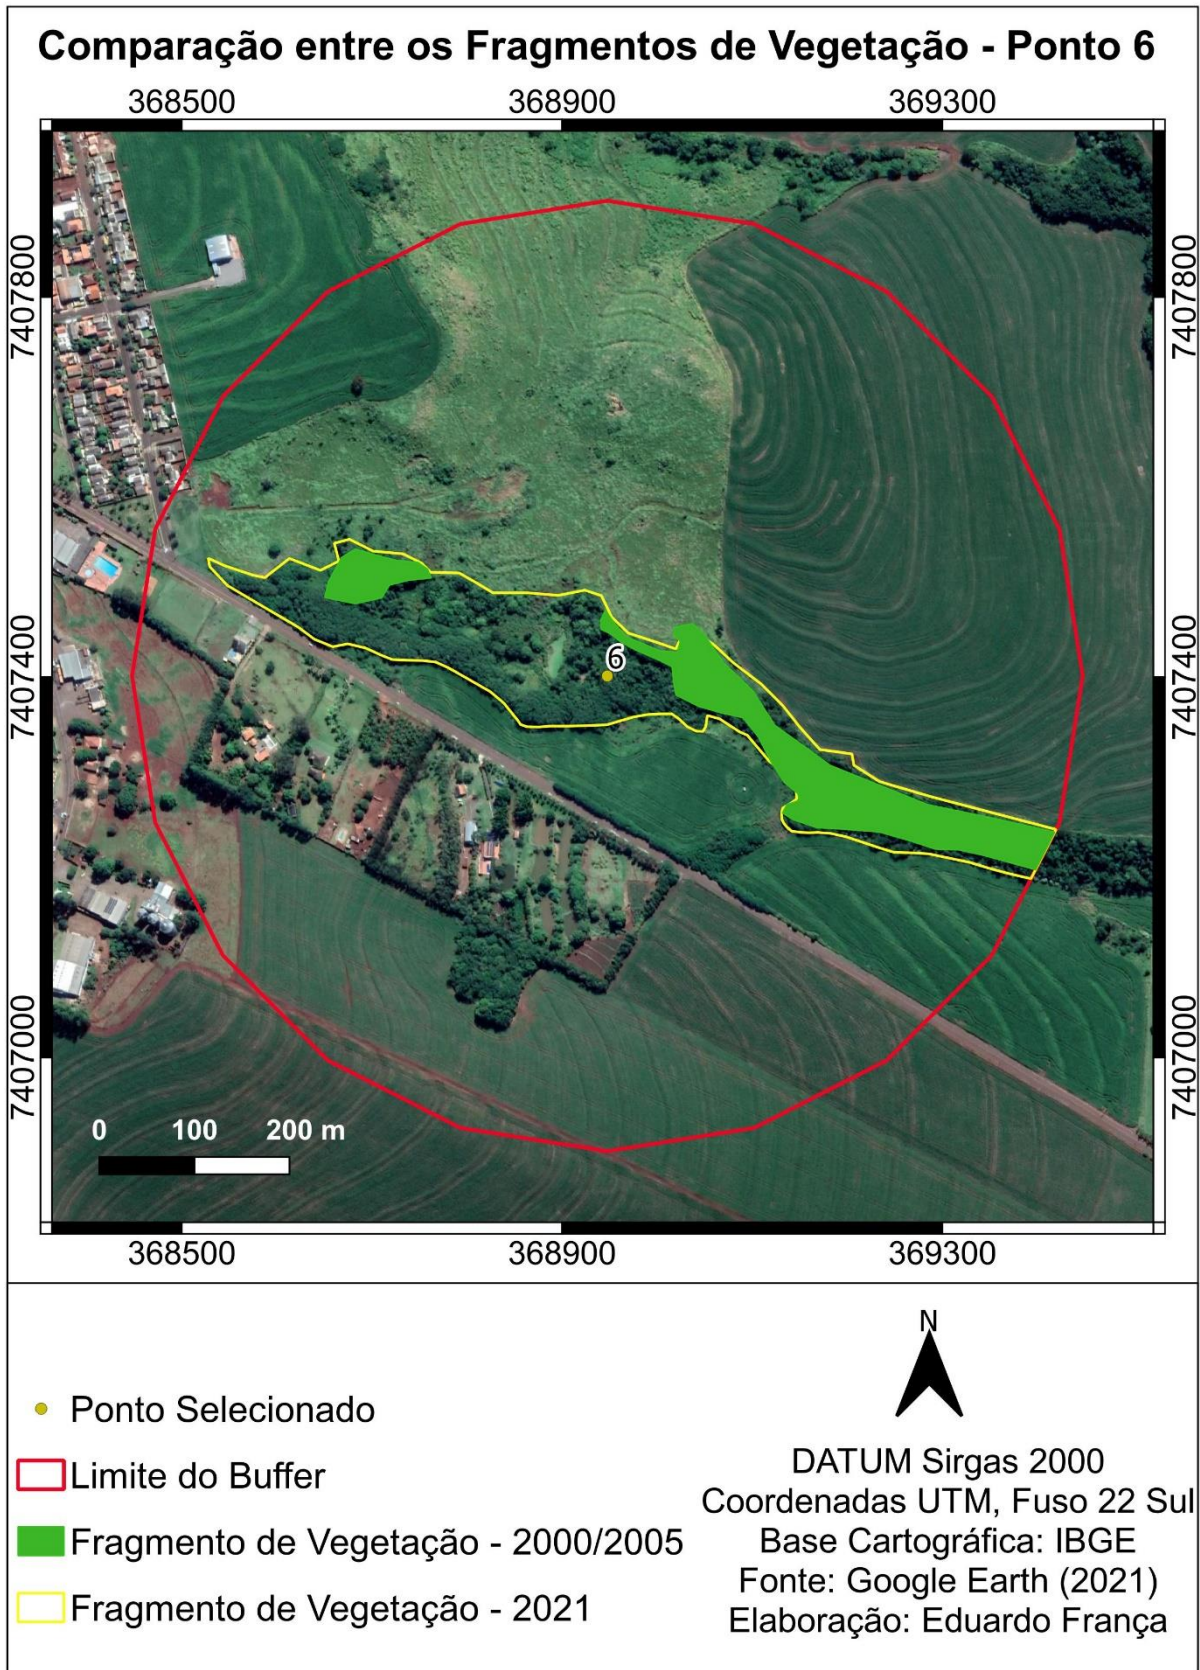 Comparação entre os Fragmentos de Vegetação - Ponto 6
368500 368900 369300
7407800 7407800
7407400 7407400
6
7407000 7407000
0 100 200 m
368500 368900 369300
N
Ponto Selecionado
Limite do Buffer
Fragmento de Vegetação - 2000/2005
Fragmento de Vegetação - 2021
DATUM Sirgas 2000
Coordenadas UTM, Fuso 22 Sul
Base Cartográfica: IBGE
Fonte: Google Earth (2021)
Elaboração: Eduardo França